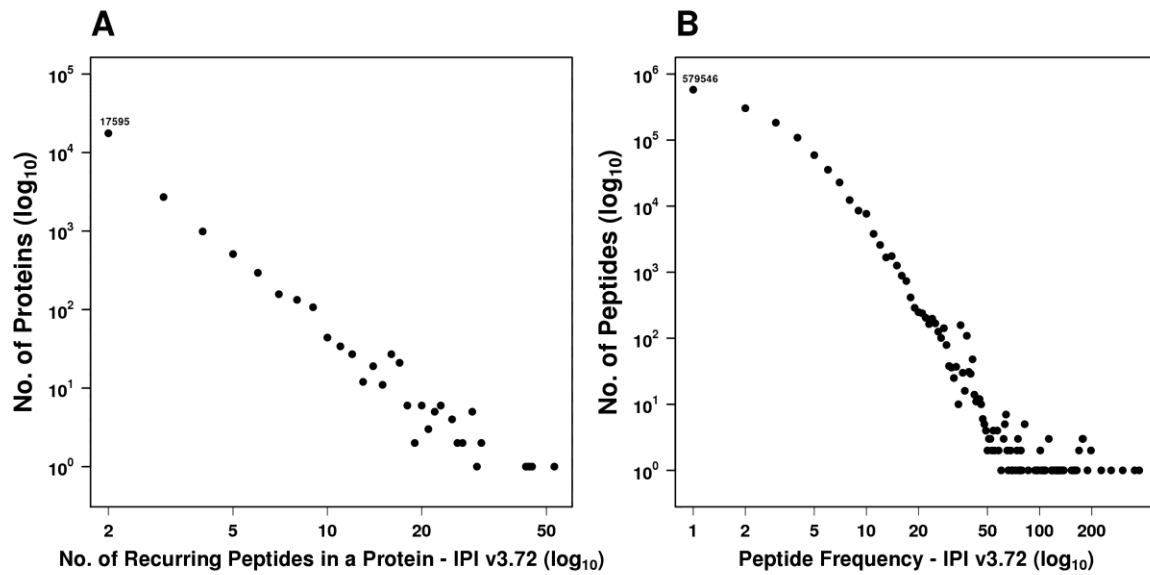 A
No. of Proteins (log10)
10^5
10^4
10^3
10^2
10^1
10^0
17595
2 5 10 20 50
No. of Recurring Peptides in a Protein - IPI v3.72 (log10)
B
No. of Peptides (log10)
10^6
10^5
10^4
10^3
10^2
10^1
10^0
579546
1 2 5 10 20 50 100 200
Peptide Frequency - IPI v3.72 (log10)